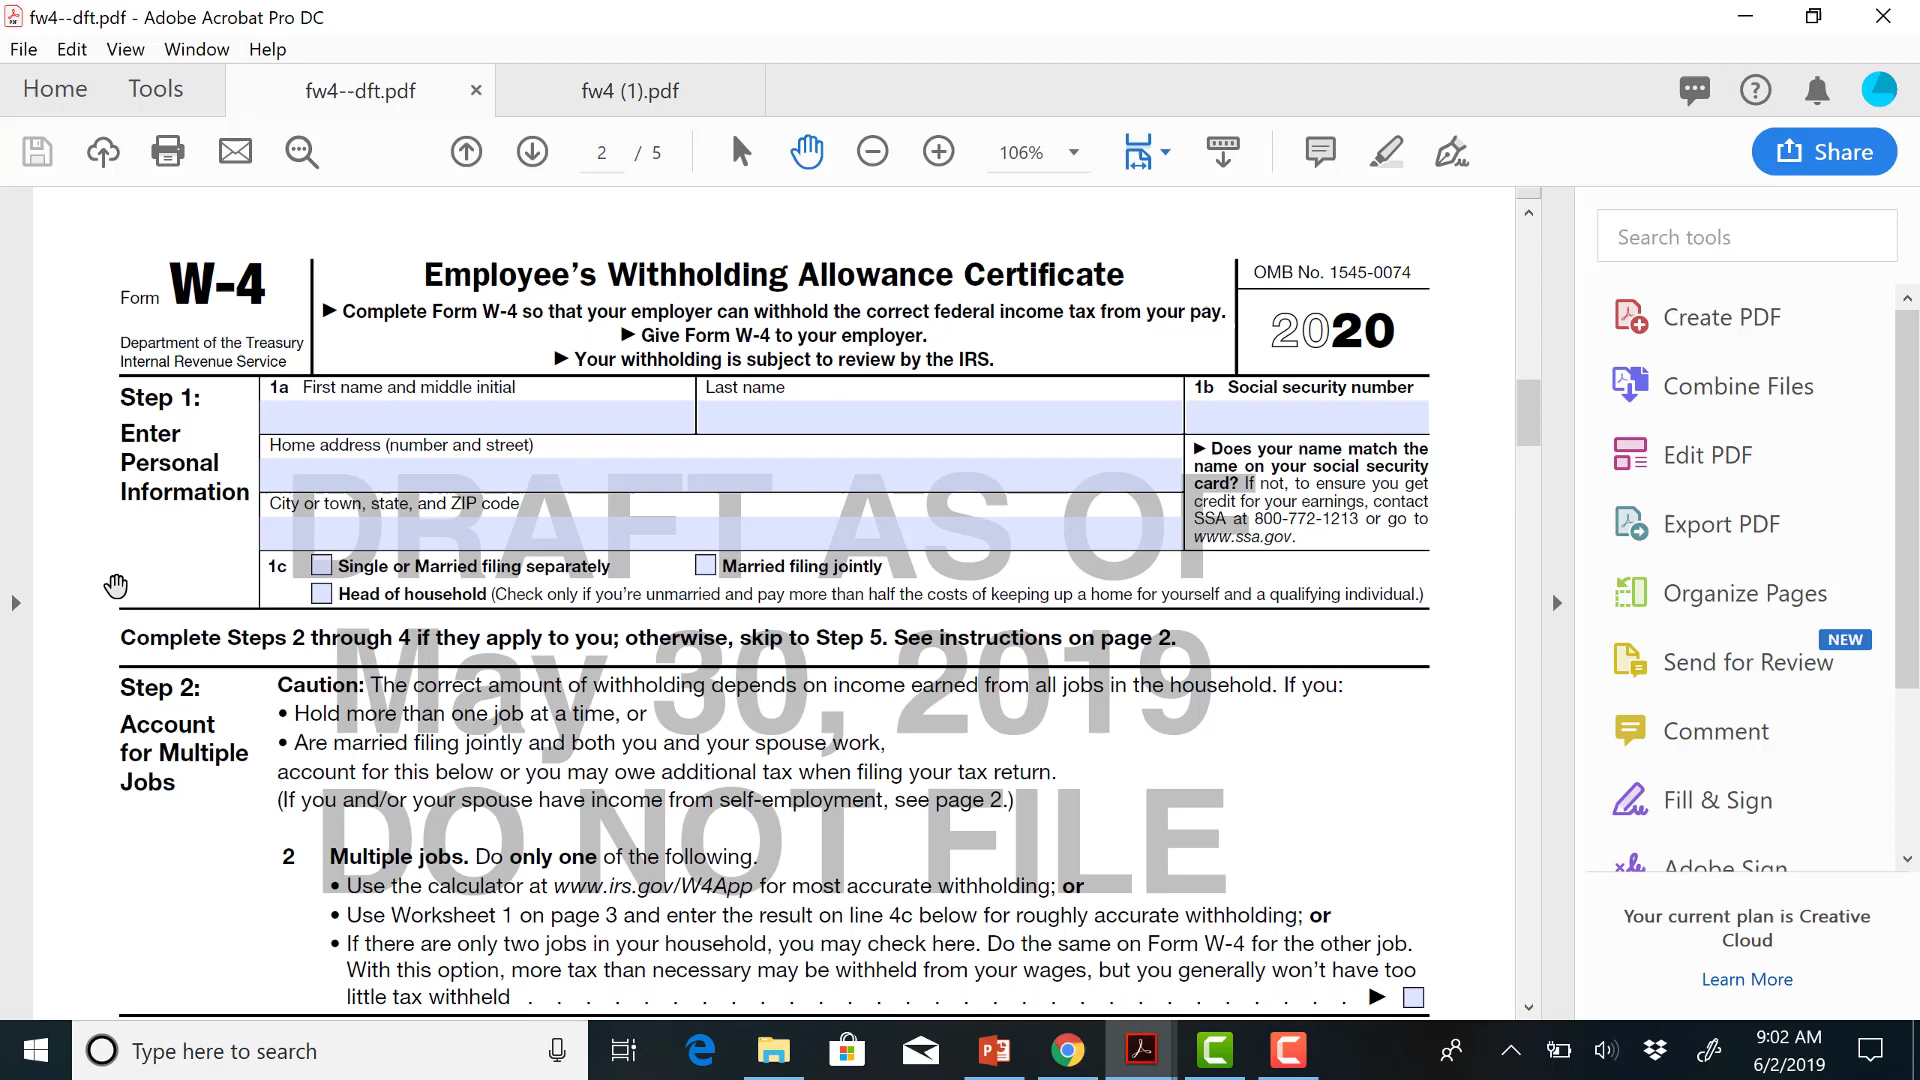 fw4--dft.pdf - Adobe Acrobat Pro DC
File Edit View Window Help
Home Tools fw4--dft.pdf × fw4 (1).pdf
2 / 5 106% Share
Form W-4
Department of the Treasury
Internal Revenue Service
Employee's Withholding Allowance Certificate
▶ Complete Form W-4 so that your employer can withhold the correct federal income tax from your pay.
▶ Give Form W-4 to your employer.
▶ Your withholding is subject to review by the IRS.
OMB No. 1545-0074
2020
Step 1:
Enter
Personal
Information
1a First name and middle initial
Last name
1b Social security number
Home address (number and street)
City or town, state, and ZIP code
▶ Does your name match the
name on your social security
card? If not, to ensure you get
credit for your earnings, contact
SSA at 800-772-1213 or go to
www.ssa.gov.
1c Single or Married filing separately Married filing jointly
Head of household (Check only if you're unmarried and pay more than half the costs of keeping up a home for yourself and a qualifying individual.)
DRAFT AS OF
May 30, 2019
DO NOT FILE
Complete Steps 2 through 4 if they apply to you; otherwise, skip to Step 5. See instructions on page 2.
Step 2:
Account
for Multiple
Jobs
Caution: The correct amount of withholding depends on income earned from all jobs in the household. If you:
• Hold more than one job at a time, or
• Are married filing jointly and both you and your spouse work,
account for this below or you may owe additional tax when filing your tax return.
(If you and/or your spouse have income from self-employment, see page 2.)
2 Multiple jobs. Do only one of the following.
• Use the calculator at www.irs.gov/W4App for most accurate withholding; or
• Use Worksheet 1 on page 3 and enter the result on line 4c below for roughly accurate withholding; or
• If there are only two jobs in your household, you may check here. Do the same on Form W-4 for the other job.
With this option, more tax than necessary may be withheld from your wages, but you generally won't have too
little tax withheld . . . . . . . . . . . . . . . . . . . . . . . . . . . . . ▶
Search tools
Create PDF
Combine Files
Edit PDF
Export PDF
Organize Pages
NEW
Send for Review
Comment
Fill & Sign
Adobe Sign
Your current plan is Creative
Cloud
Learn More
Type here to search
9:02 AM
6/2/2019